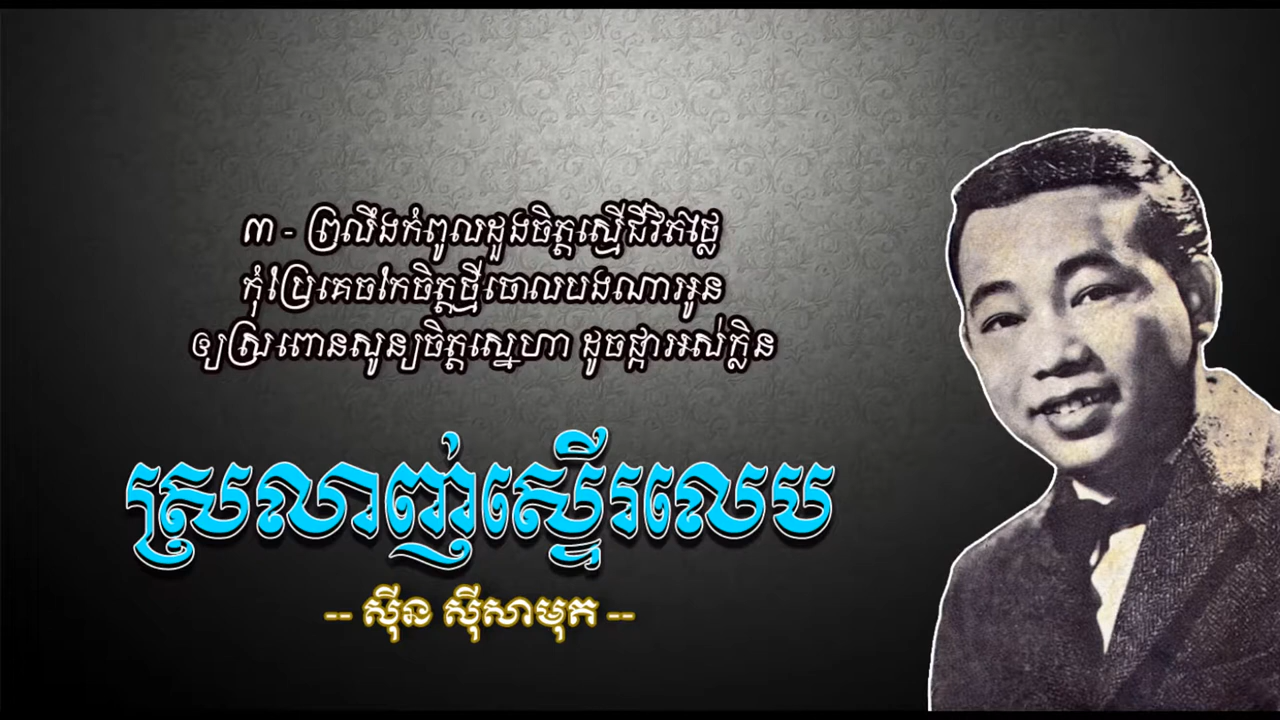 ៣ - ព្រលឹងកំពូលដួងចិត្តស្មើជីវិតថ្លៃ
កុំប្រែគេចកែចិត្តថ្មីចោលបងណាអូន
ឲ្យស្រពោនសូន្យចិត្តស្នេហា ដូចផ្ការអស់ក្លិន
ស្រលាញ់ស្ទើរលេប
-- ស៊ីន ស៊ីសាមុត --